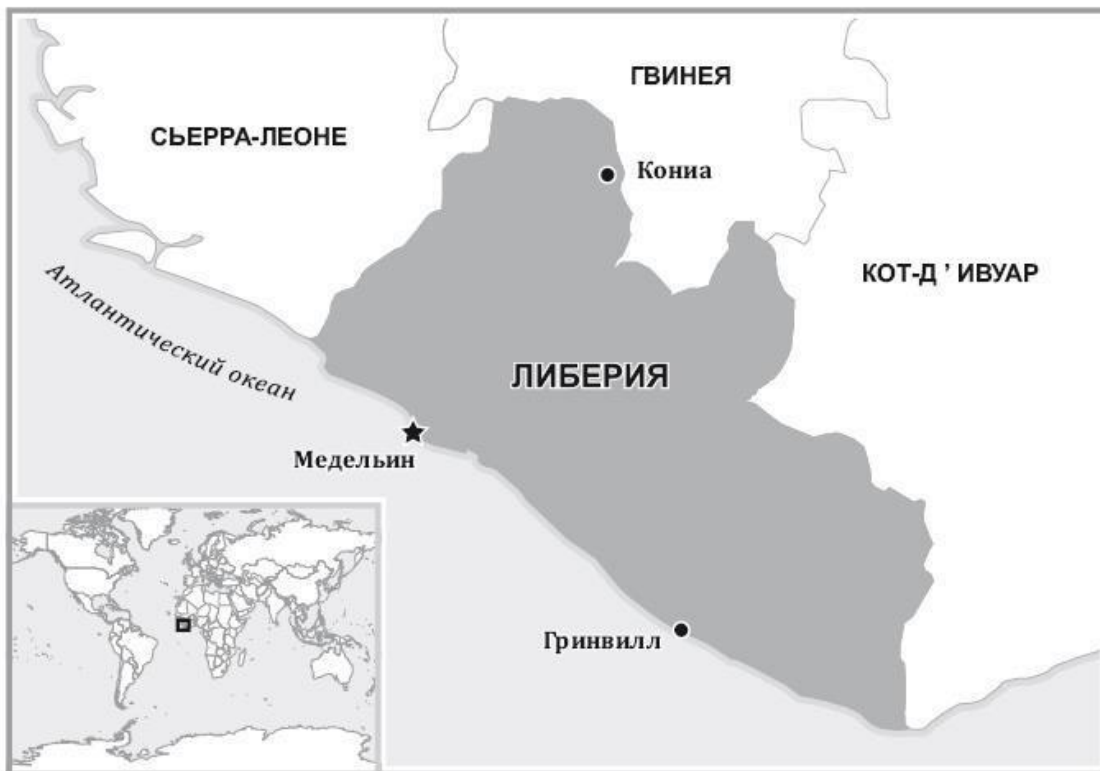 ГВИНЕЯ
СЬЕРРА-ЛЕОНЕ
Кониа
КОТ-Д ’ ИВУАР
Атлантический океан
ЛИБЕРИЯ
Медельин
Гринвилл